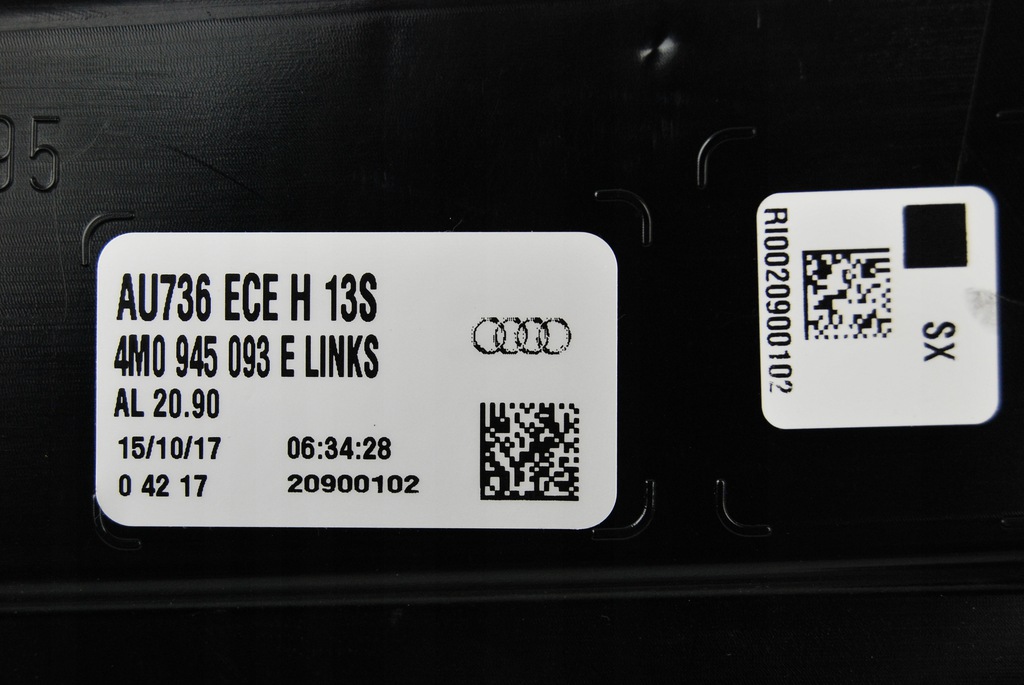 95
AU736 ECE H 13S
4M0 945 093 E LINKS
AL 20.90
15/10/17 06:34:28
0 42 17 20900102
RI0020900102
SX